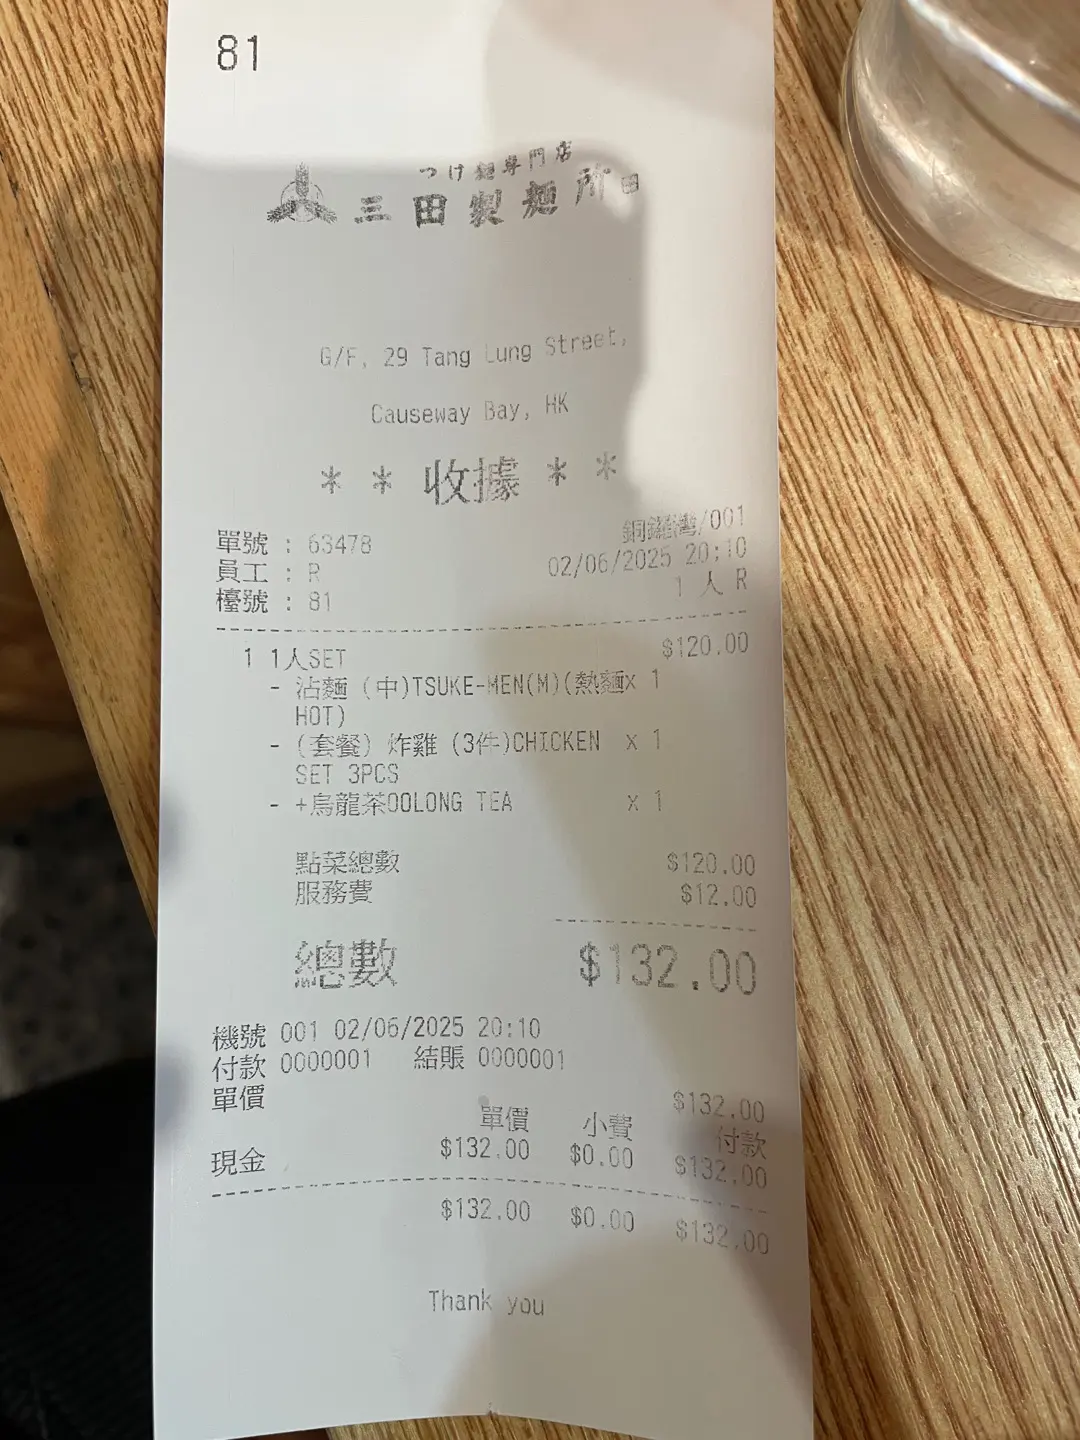 81
つけ麺専門店
三田製麺所
G/F, 29 Tang Lung Street,
Causeway Bay, HK
* * 收據 * *
銅鑼灣/001
單號 : 63478
02/06/2025 20:10
員工 : R
1 人 R
檯號 : 81
1 1人SET $120.00
- 沾麵 (中)TSUKE-MEN(M)(熱麵x 1
HOT)
- (套餐) 炸雞 (3件)CHICKEN x 1
SET 3PCS
- +烏龍茶OOLONG TEA x 1
點菜總數 $120.00
服務費 $12.00
總數 $132.00
機號 001 02/06/2025 20:10
付款 0000001 結賬 0000001
單價 $132.00
單價 小費 付款
現金 $132.00 $0.00 $132.00
$132.00 $0.00 $132.00
Thank you